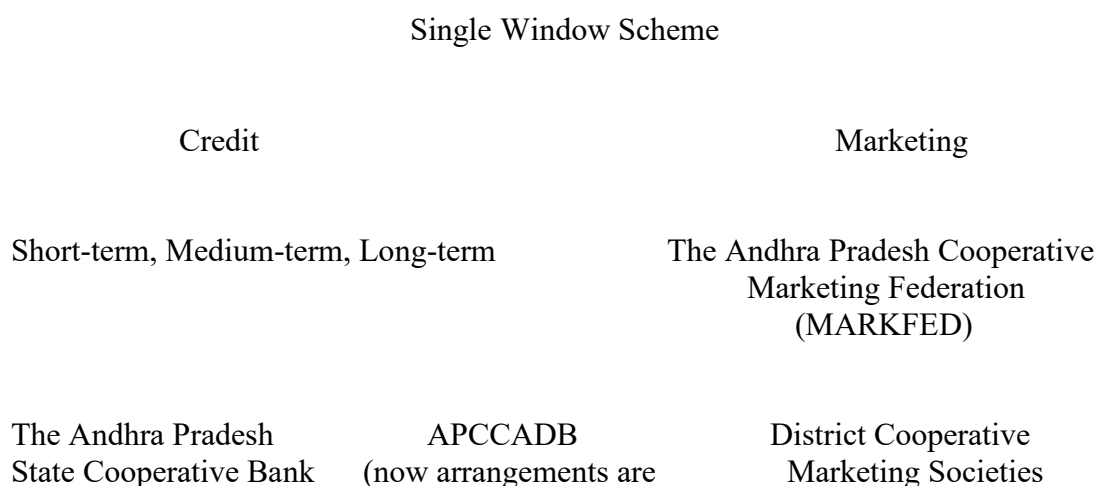 Single Window Scheme
Credit Marketing
Short-term, Medium-term, Long-term The Andhra Pradesh Cooperative
Marketing Federation
(MARKFED)
The Andhra Pradesh APCCADB District Cooperative
State Cooperative Bank (now arrangements are Marketing Societies